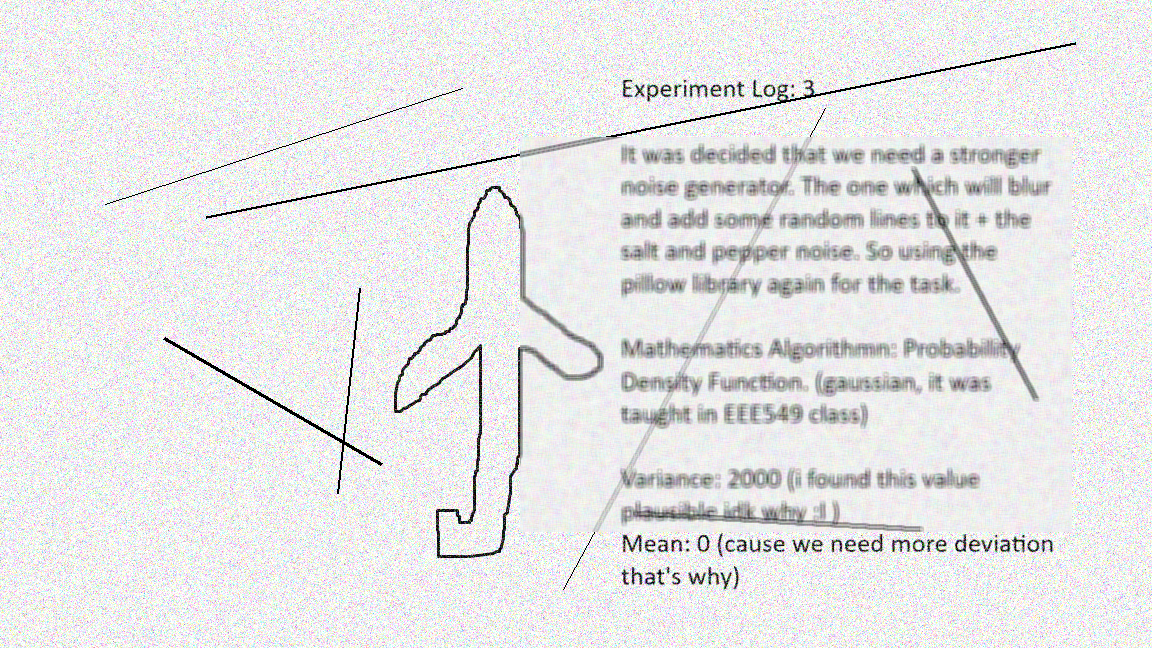 Experiment Log: 3
It was decided that we need a stronger
noise generator. The one which will blur
and add some random lines to it + the
salt and pepper noise. So using the
pillow library again for the task.
Mathematics Algorithmn: Probability
Density Function. (gaussian, it was
taught in EEE549 class)
Variance: 2000 (i found this value
plausible idk why :l )
Mean: 0 (cause we need more deviation
that's why)